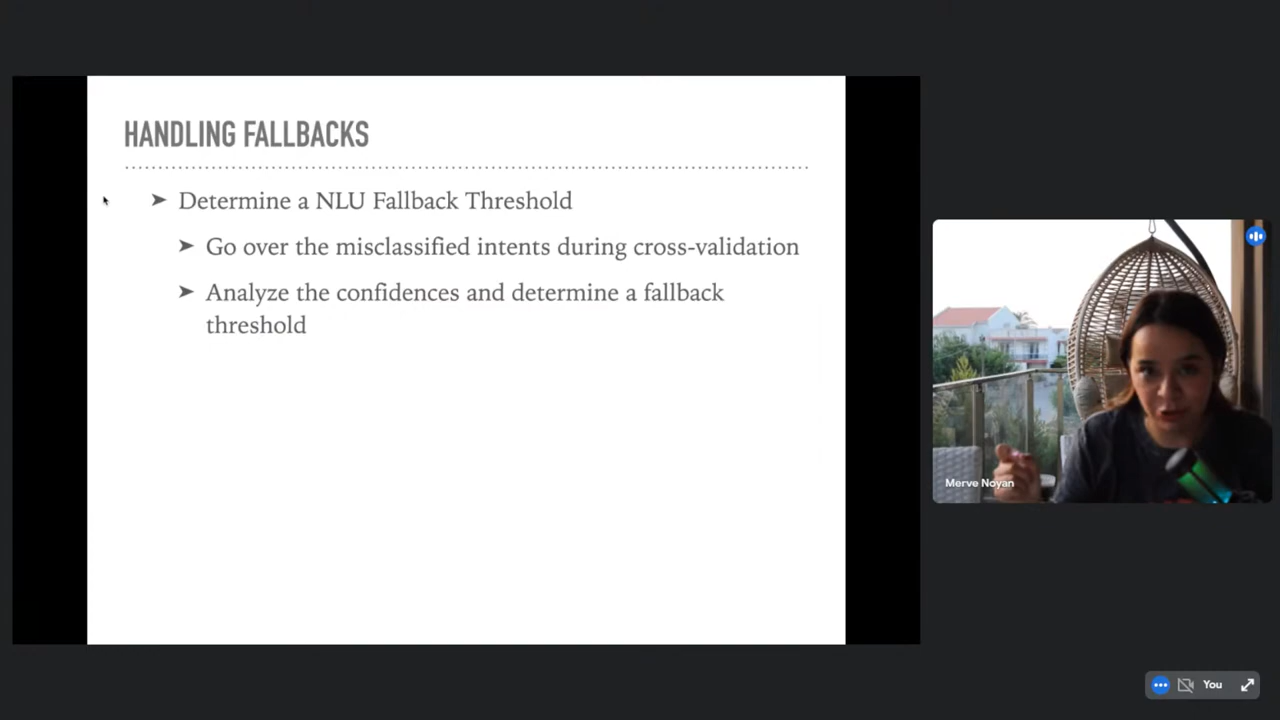 HANDLING FALLBACKS
Determine a NLU Fallback Threshold
Go over the misclassified intents during cross-validation
Analyze the confidences and determine a fallback
threshold
Merve Noyan
You